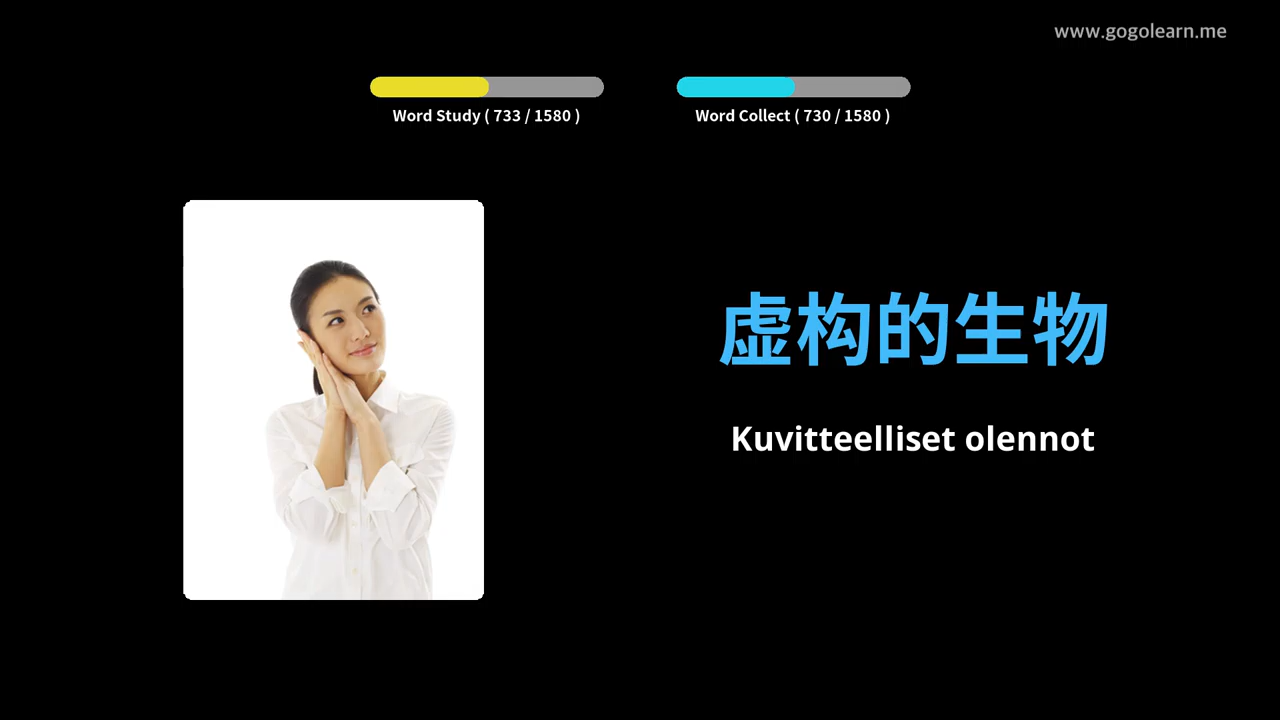 www.gogolearn.me
Word Study ( 733 / 1580 )
Word Collect ( 730 / 1580 )
虚构的生物
Kuvitteelliset olennot